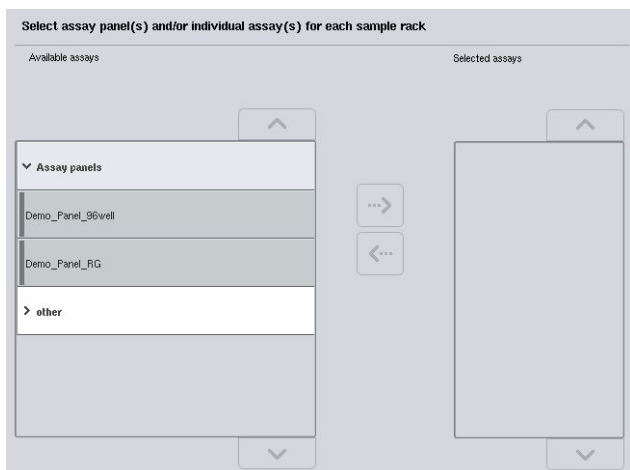 Select assay panel(s) and/or individual assay(s) for each sample rack
Available assays
Selected assays
Assay panels
Demo_Panel_96well
Demo_Panel_RG
other